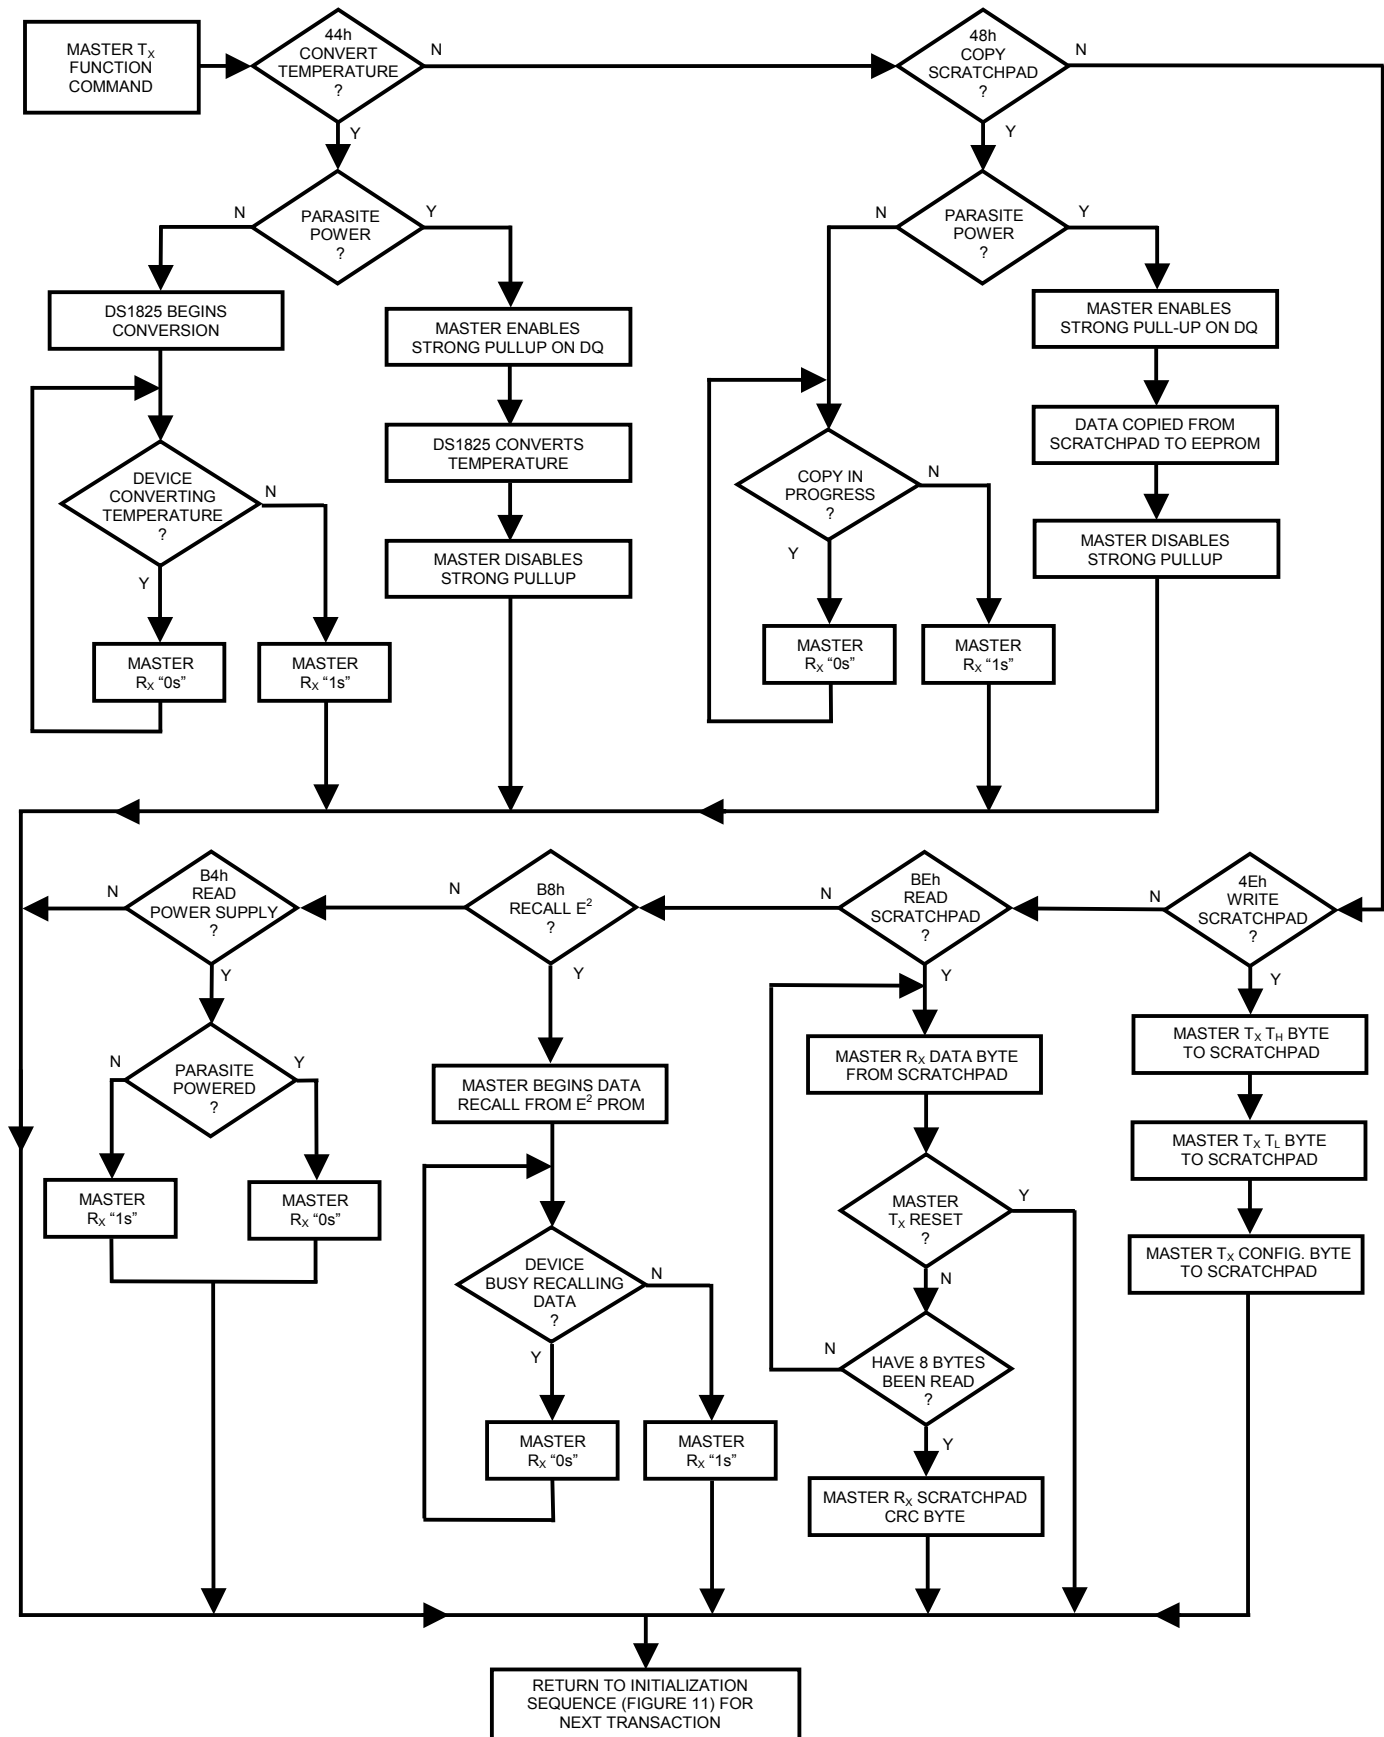 MASTER TX
FUNCTION
COMMAND
44h
CONVERT
TEMPERATURE
?
N
Y
48h
COPY
SCRATCHPAD
?
N
Y
PARASITE
POWER
?
N
Y
PARASITE
POWER
?
N
Y
DS1825 BEGINS
CONVERSION
MASTER ENABLES
STRONG PULLUP ON DQ
MASTER ENABLES
STRONG PULL-UP ON DQ
DS1825 CONVERTS
TEMPERATURE
DATA COPIED FROM
SCRATCHPAD TO EEPROM
DEVICE
CONVERTING
TEMPERATURE
?
N
Y
COPY IN
PROGRESS
?
N
Y
MASTER DISABLES
STRONG PULLUP
MASTER DISABLES
STRONG PULLUP
MASTER
RX “0s”
MASTER
RX “1s”
MASTER
RX “0s”
MASTER
RX “1s”
B4h
READ
POWER SUPPLY
?
N
Y
B8h
RECALL E2
?
N
Y
BEh
READ
SCRATCHPAD
?
N
Y
4Eh
WRITE
SCRATCHPAD
?
N
Y
PARASITE
POWERED
?
N
Y
MASTER
RX “1s”
MASTER
RX “0s”
MASTER BEGINS DATA
RECALL FROM E2 PROM
DEVICE
BUSY RECALLING
DATA
?
N
Y
MASTER
RX “0s”
MASTER
RX “1s”
MASTER RX DATA BYTE
FROM SCRATCHPAD
MASTER
TX RESET
?
Y
N
HAVE 8 BYTES
BEEN READ
?
N
Y
MASTER RX SCRATCHPAD
CRC BYTE
MASTER TX TH BYTE
TO SCRATCHPAD
MASTER TX TL BYTE
TO SCRATCHPAD
MASTER TX CONFIG. BYTE
TO SCRATCHPAD
RETURN TO INITIALIZATION
SEQUENCE (FIGURE 11) FOR
NEXT TRANSACTION